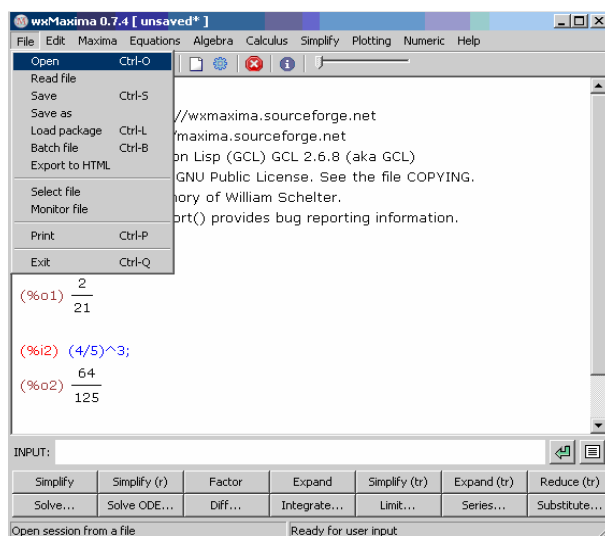 wxMaxima 0.7.4 [ unsaved* ]
File Edit Maxima Equations Algebra Calculus Simplify Plotting Numeric Help
Open Ctrl-O
Read file
Save Ctrl-S
Save as
Load package Ctrl-L
Batch file Ctrl-B
Export to HTML
Select file
Monitor file
Print Ctrl-P
Exit Ctrl-Q
//wxmaxima.sourceforge.net
/maxima.sourceforge.net
on Lisp (GCL) GCL 2.6.8 (aka GCL)
GNU Public License. See the file COPYING.
ory of William Schelter.
ort() provides bug reporting information.
(%o1) 2
21
(%i2) (4/5)^3;
(%o2) 64
125
INPUT:
Simplify Simplify (r) Factor Expand Simplify (tr) Expand (tr) Reduce (tr)
Solve... Solve ODE... Diff... Integrate... Limit... Series... Substitute...
Open session from a file Ready for user input